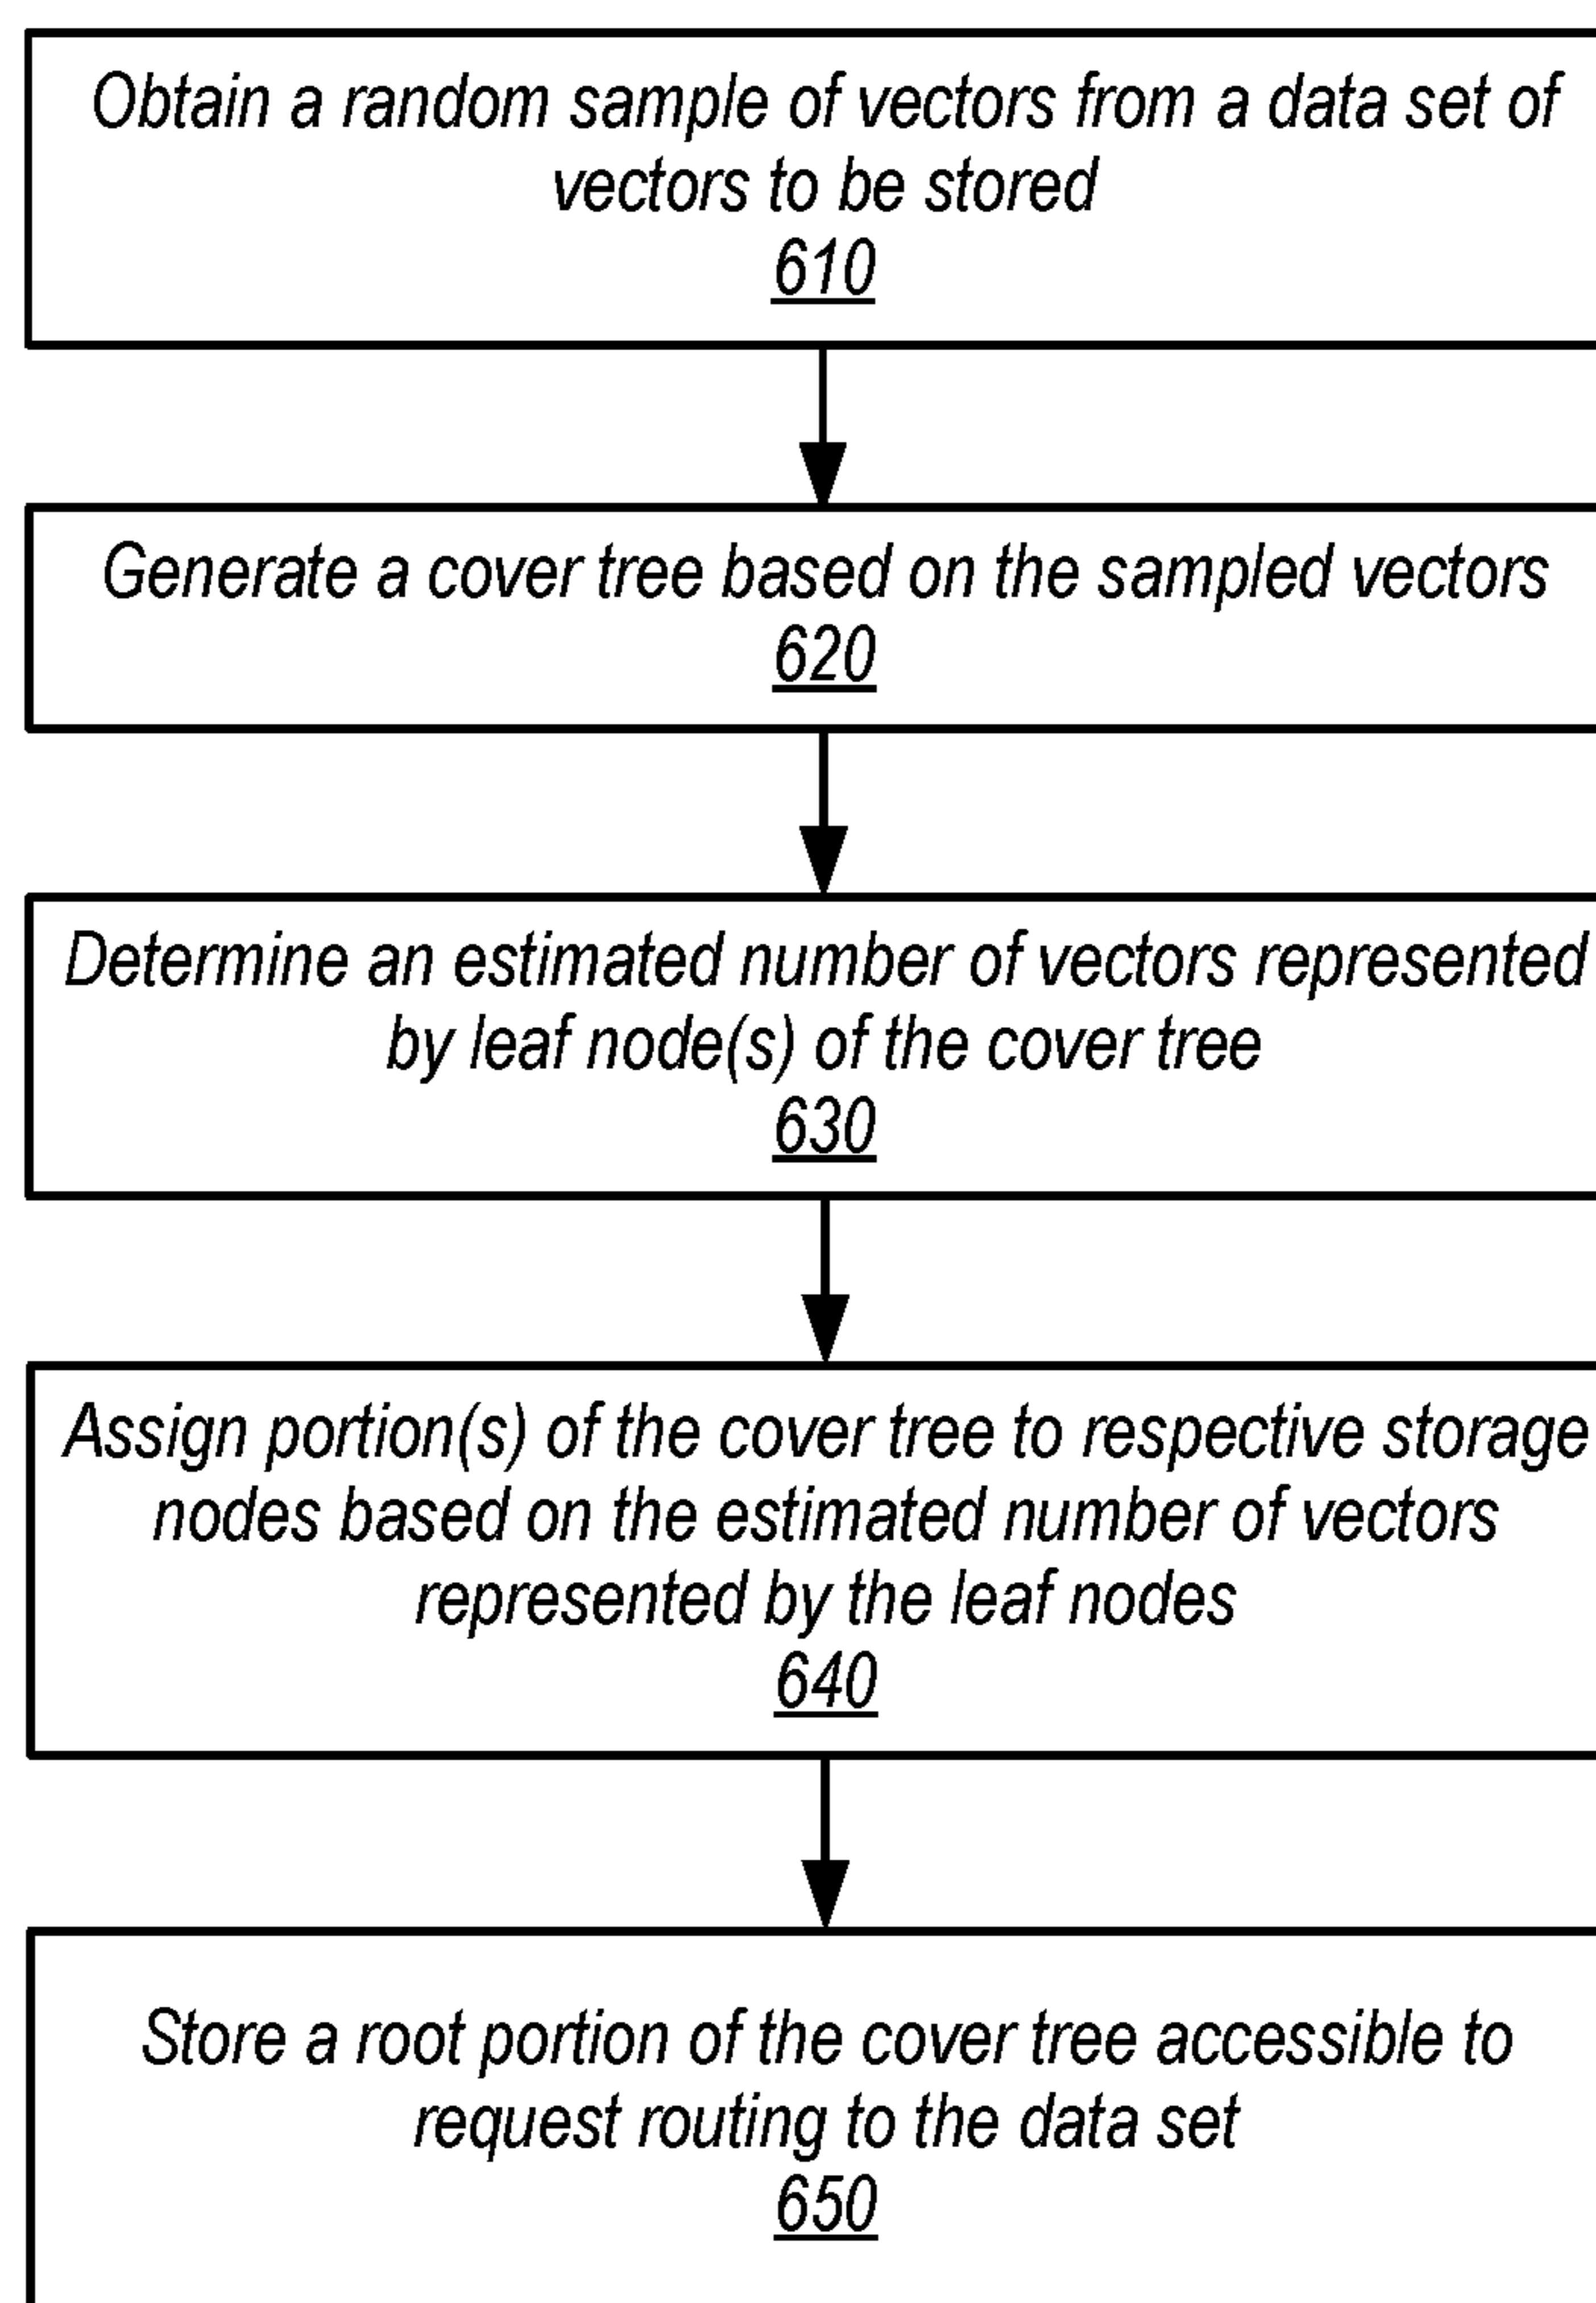 Obtain a random sample of vectors from a data set of
vectors to be stored
610
Generate a cover tree based on the sampled vectors
620
Determine an estimated number of vectors represented
by leaf node(s) of the cover tree
630
Assign portion(s) of the cover tree to respective storage
nodes based on the estimated number of vectors
represented by the leaf nodes
640
Store a root portion of the cover tree accessible to
request routing to the data set
650